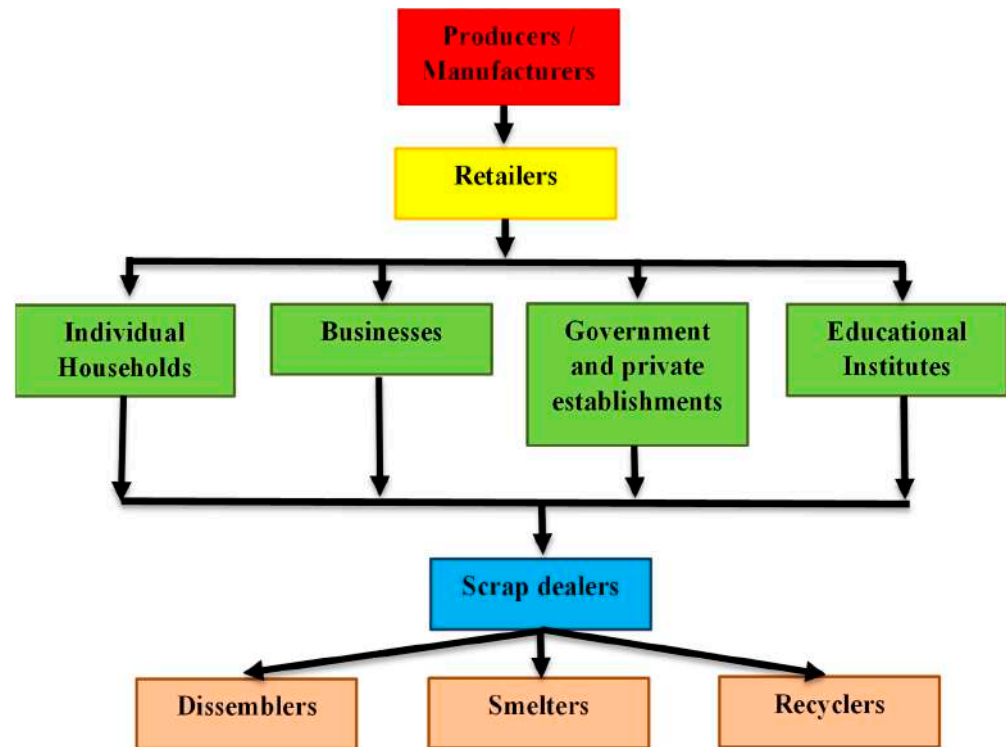 Producers /
Manufacturers
Retailers
Individual
Households
Businesses
Government
and private
establishments
Educational
Institutes
Scrap dealers
Dissemblers
Smelters
Recyclers